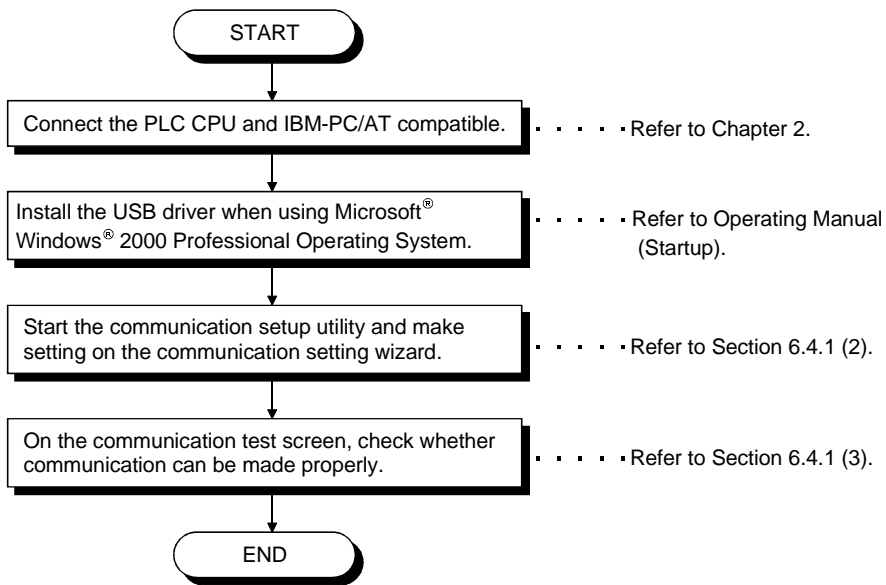 START
Connect the PLC CPU and IBM-PC/AT compatible.
Refer to Chapter 2.
Install the USB driver when using Microsoft®
Windows® 2000 Professional Operating System.
Refer to Operating Manual
(Startup).
Start the communication setup utility and make
setting on the communication setting wizard.
Refer to Section 6.4.1 (2).
On the communication test screen, check whether
communication can be made properly.
Refer to Section 6.4.1 (3).
END